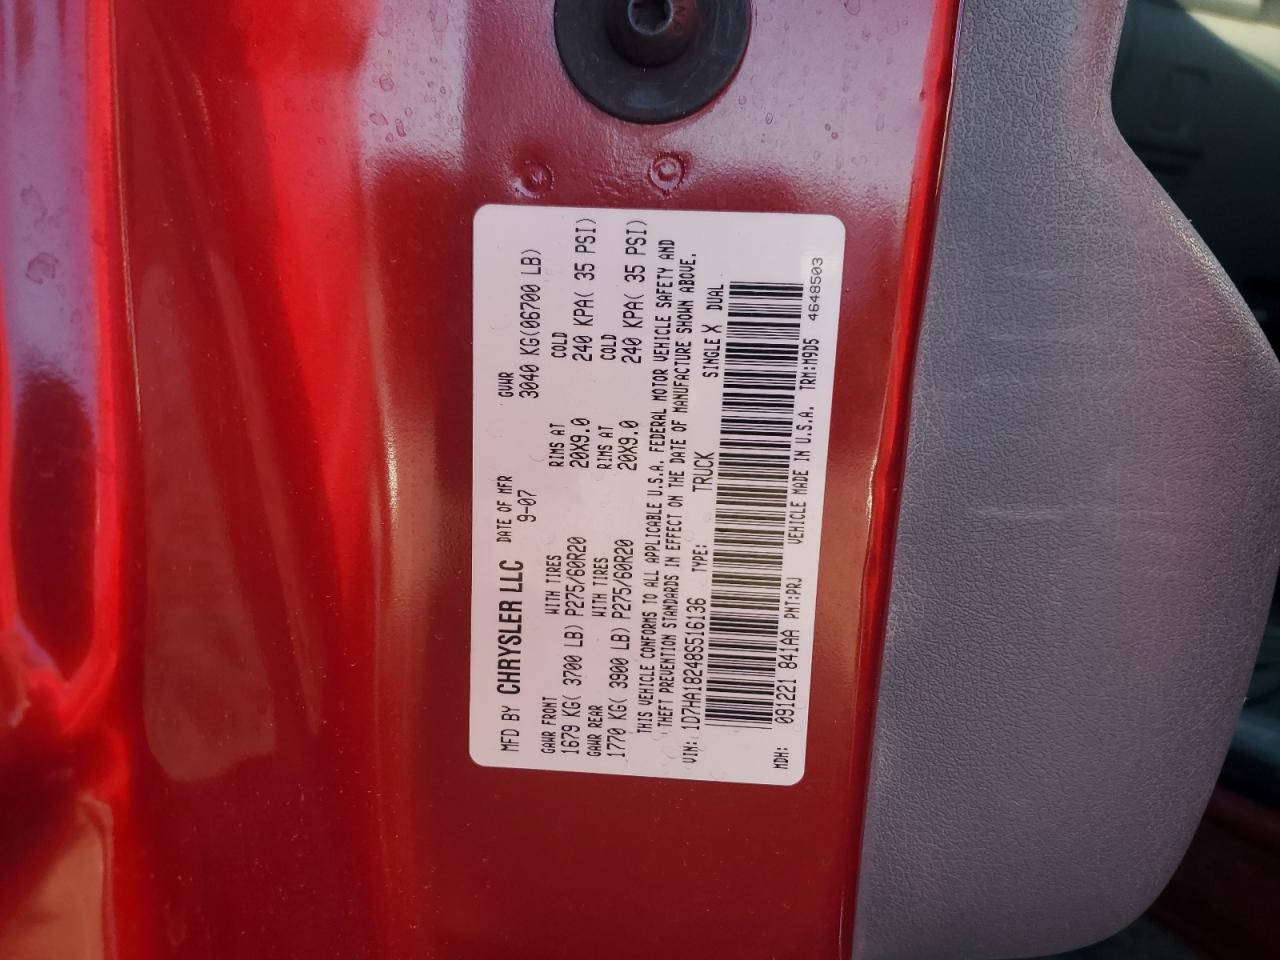 MFD BY CHRYSLER LLC DATE OF MFR GVWR
9-07 3040 KG(06700 LB)
GAWR FRONT WITH TIRES RIMS AT COLD
1679 KG( 3700 LB) P275/60R20 20X9.0 240 KPA( 35 PSI)
GAWR REAR WITH TIRES RIMS AT COLD
1770 KG( 3900 LB) P275/60R20 20X9.0 240 KPA( 35 PSI)
THIS VEHICLE CONFORMS TO ALL APPLICABLE U.S.A. FEDERAL MOTOR VEHICLE SAFETY AND
THEFT PREVENTION STANDARDS IN EFFECT ON THE DATE OF MANUFACTURE SHOWN ABOVE.
VIN: 1D7HA18248S516136 TYPE: TRUCK SINGLE X DUAL
MDH: 091221 841AA PNT:PRJ VEHICLE MADE IN U.S.A. TRM:M9D5 4648503